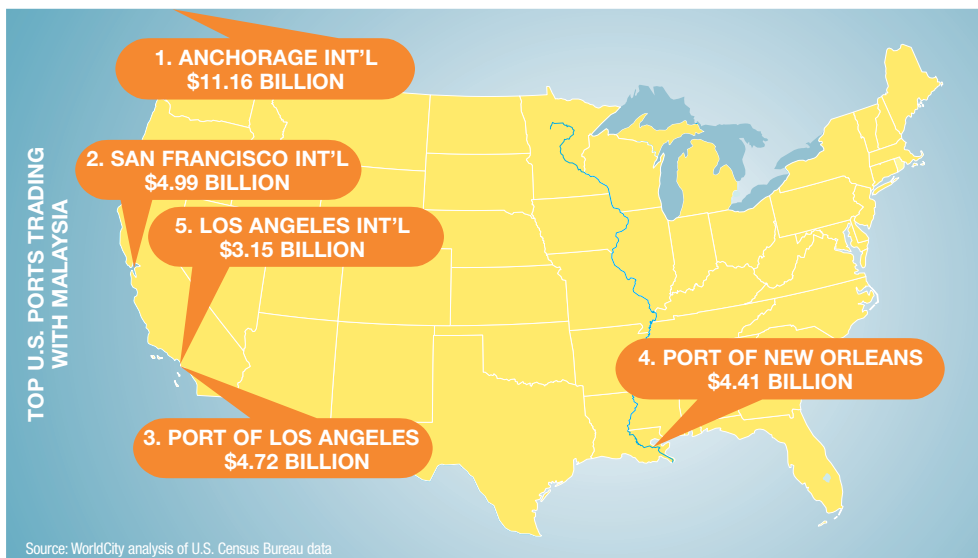 TOP U.S. PORTS TRADING
WITH MALAYSIA
1. ANCHORAGE INT'L
$11.16 BILLION
2. SAN FRANCISCO INT'L
$4.99 BILLION
5. LOS ANGELES INT'L
$3.15 BILLION
4. PORT OF NEW ORLEANS
$4.41 BILLION
3. PORT OF LOS ANGELES
$4.72 BILLION
Source: WorldCity analysis of U.S. Census Bureau data